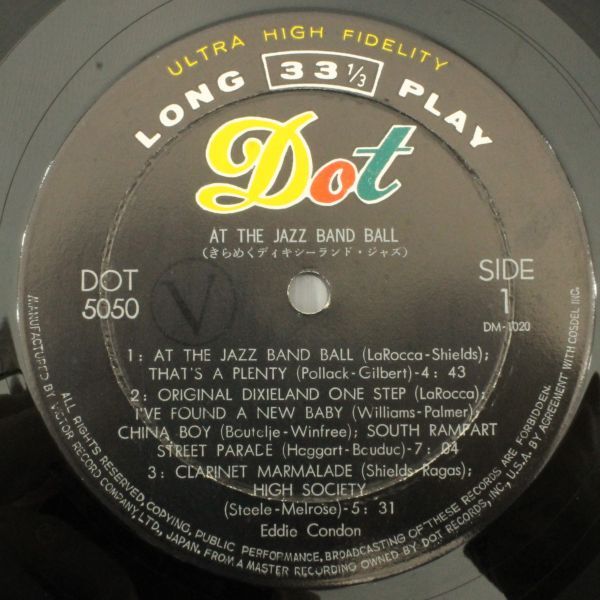 ULTRA HIGH FIDELITY
LONG 33 1/3 PLAY
Dot
AT THE JAZZ BAND BALL
(きらめくディキシーランド・ジャズ)
DOT
5050
SIDE
1
DM-1020
V
1: AT THE JAZZ BAND BALL (LaRocca-Shields);
THAT'S A PLENTY (Pollack-Gilbert)-4: 43
2: ORIGINAL DIXIELAND ONE STEP (LaRocca);
I'VE FOUND A NEW BABY (Williams-Palmer);
CHINA BOY (Boutelje-Winfree); SOUTH RAMPART
STREET PARADE (Haggart-Bauduc)-7: 04
3: CLARINET MARMALADE (Shields-Ragas);
HIGH SOCIETY
(Steele-Melrose)-5: 31
Eddie Condon
MANUFACTURED BY VICTOR RECORD COMPANY, LTD., JAPAN, FROM A MASTER RECORDING OWNED BY DOT RECORDS, INC., U.S.A. BY AGREEMENT WITH COSDEL INC.
ALL RIGHTS RESERVED, COPYING, PUBLIC PERFORMANCE, BROADCASTING OF THESE RECORDS ARE FORBIDDEN.